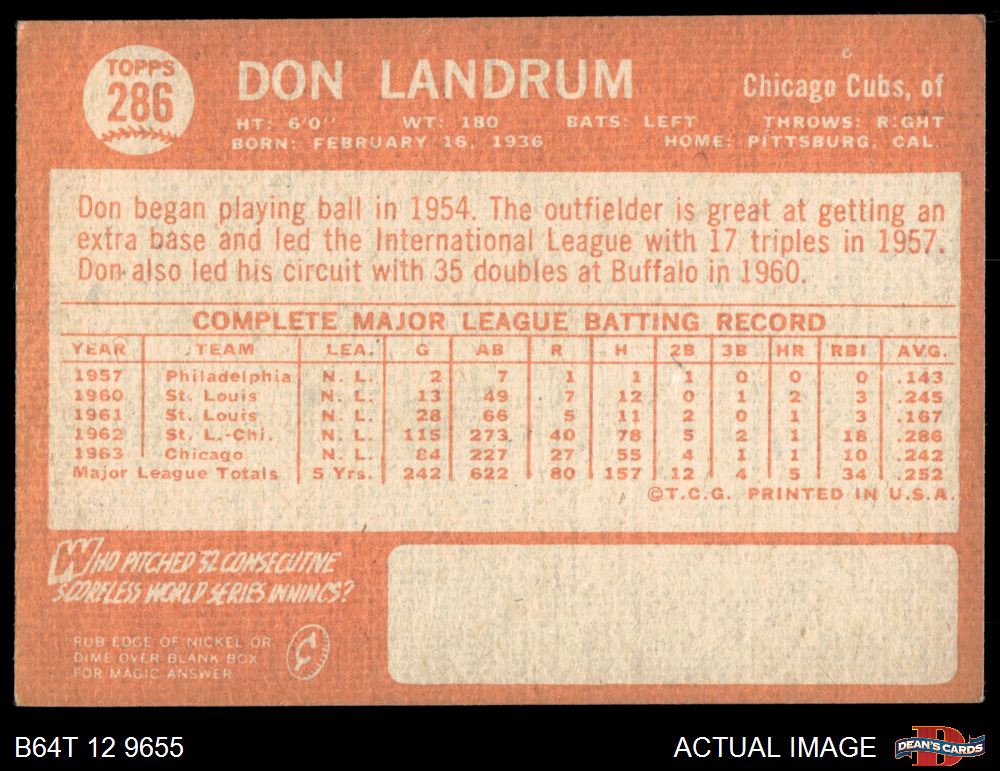 TOPPS
286
DON LANDRUM
Chicago Cubs, of
HT: 6'0" WT: 180 BATS: LEFT THROWS: RIGHT
BORN: FEBRUARY 16, 1936 HOME: PITTSBURG, CAL.
Don began playing ball in 1954. The outfielder is great at getting an
extra base and led the International League with 17 triples in 1957.
Don also led his circuit with 35 doubles at Buffalo in 1960.
COMPLETE MAJOR LEAGUE BATTING RECORD
YEAR TEAM LEA. G AB R H 2B 3B HR RBI AVG.
1957 Philadelphia N. L. 2 7 1 1 1 0 0 0 .143
1960 St. Louis N. L. 13 49 7 12 0 1 2 3 .245
1961 St. Louis N. L. 28 66 5 11 2 0 1 3 .167
1962 St. L.-Chi. N. L. 115 273 40 78 5 2 1 18 .286
1963 Chicago N. L. 84 227 27 55 4 1 1 10 .242
Major League Totals 5 Yrs. 242 622 80 157 12 4 5 34 .252
©T.C.G. PRINTED IN U.S.A.
WHO PITCHED 32 CONSECUTIVE
SCORELESS WORLD SERIES INNINGS?
RUB EDGE OF NICKEL OR
DIME OVER BLANK BOX
FOR MAGIC ANSWER
B64T 12 9655
ACTUAL IMAGE
D
DEAN'S CARDS